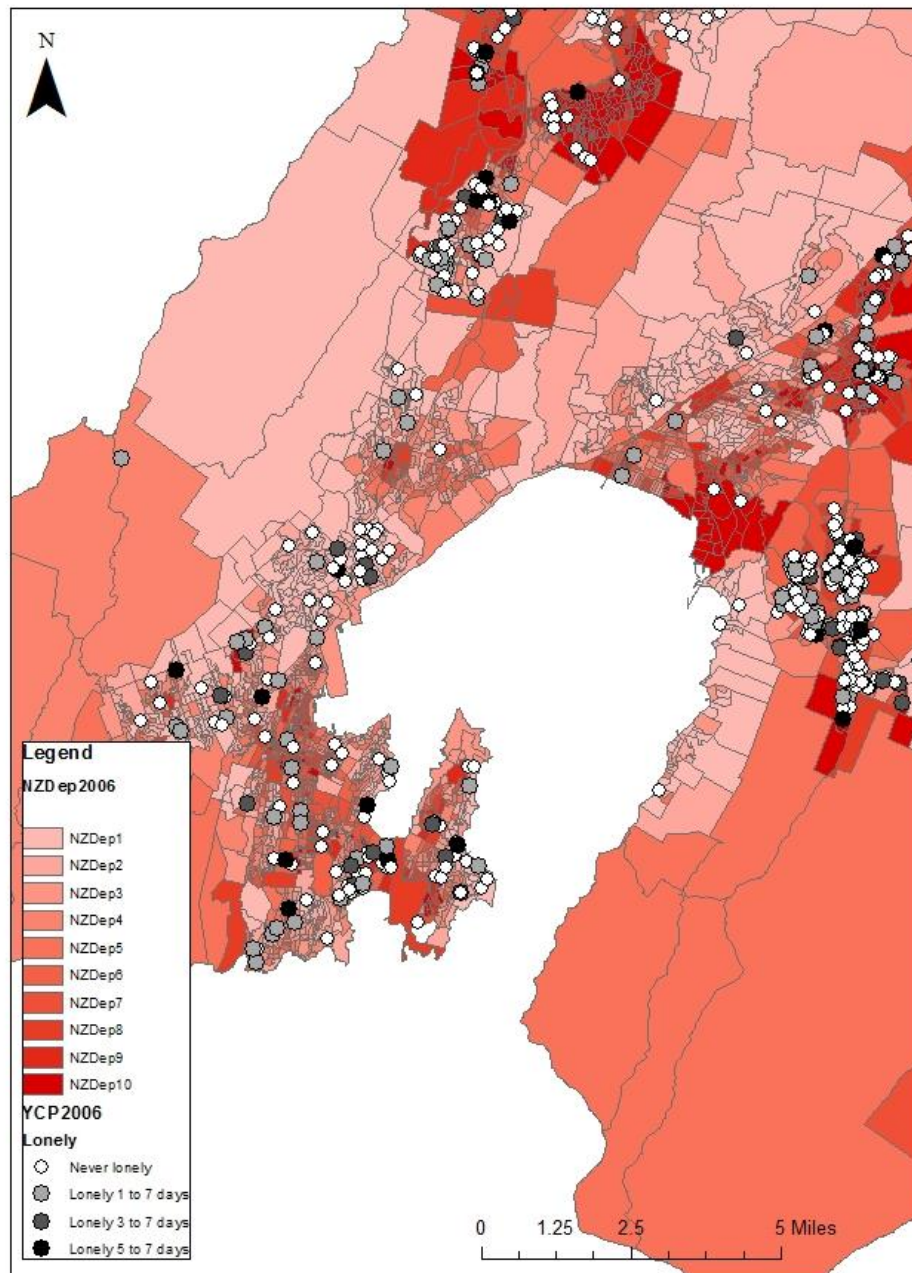 N
Legend
NZDep2006
NZDep1
NZDep2
NZDep3
NZDep4
NZDep5
NZDep6
NZDep7
NZDep8
NZDep9
NZDep10
YCP2006
Lonely
Never lonely
Lonely 1 to 7 days
Lonely 3 to 7 days
Lonely 5 to 7 days
0 1.25 2.5 5 Miles